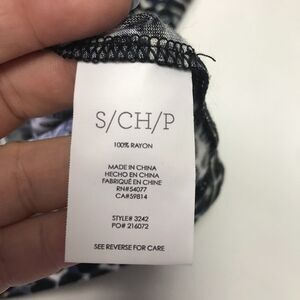 S/CH/P
100% RAYON
MADE IN CHINA
HECHO EN CHINA
FABRIQUÉ EN CHINE
RN#54077
CA#59814
STYLE# 3242
PO# 216072
SEE REVERSE FOR CARE